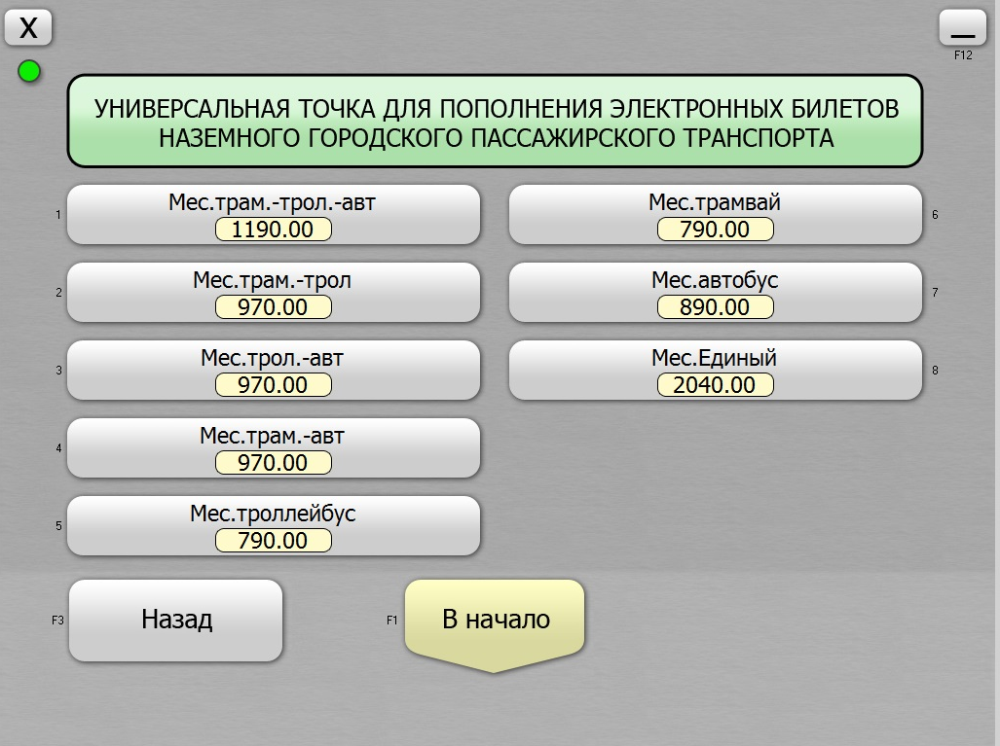 X
_
F12
УНИВЕРСАЛЬНАЯ ТОЧКА ДЛЯ ПОПОЛНЕНИЯ ЭЛЕКТРОННЫХ БИЛЕТОВ
НАЗЕМНОГО ГОРОДСКОГО ПАССАЖИРСКОГО ТРАНСПОРТА
1
Мес.трам.-трол.-авт
1190.00
2
Мес.трам.-трол
970.00
3
Мес.трол.-авт
970.00
4
Мес.трам.-авт
970.00
5
Мес.троллейбус
790.00
Мес.трамвай
790.00
6
Мес.автобус
890.00
7
Мес.Единый
2040.00
8
F3
Назад
F1
В начало